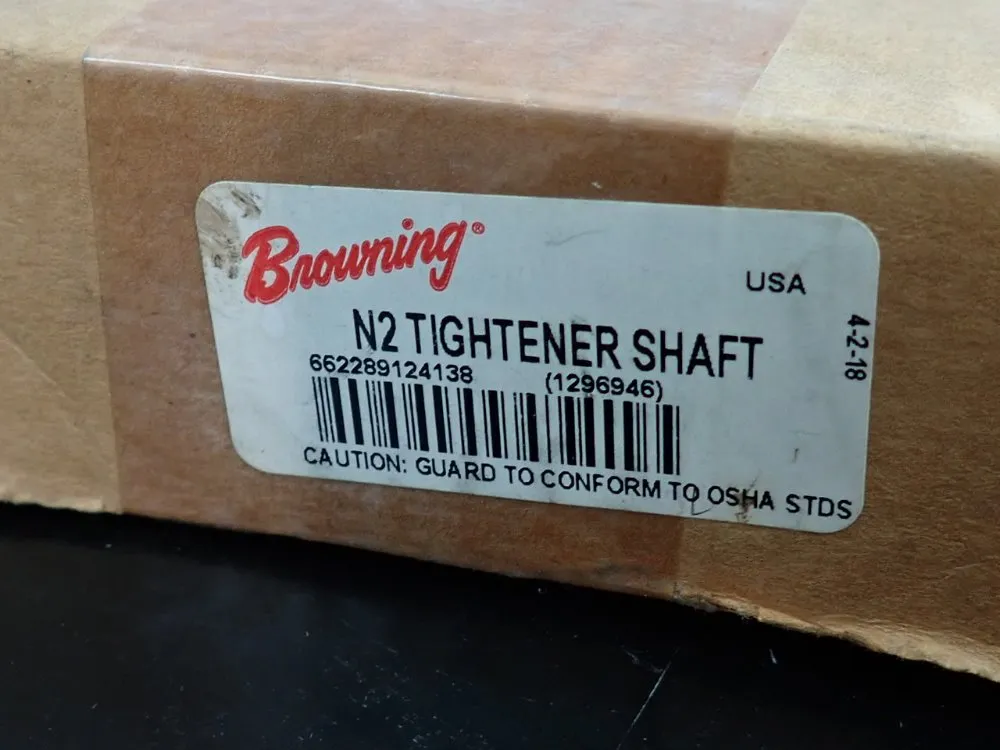 Browning®
USA
N2 TIGHTENER SHAFT
662289124138 (1296946)
CAUTION: GUARD TO CONFORM TO OSHA STDS
4-2-18